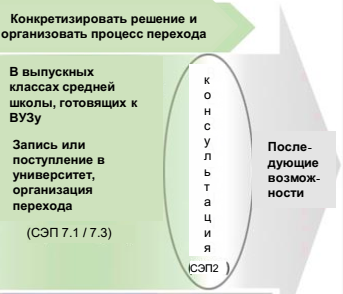 Конкретизировать решение и
организовать процесс перехода
В выпускных
классах средней
школы, готовящих к
ВУЗу
Запись или
поступление в
университет,
организация
перехода
(СЭП 7.1 / 7.3)
к
о
н
с
у
л
ь
т
а
ц
и
я
(СЭП2 )
После-
дующие
возмож-
ности